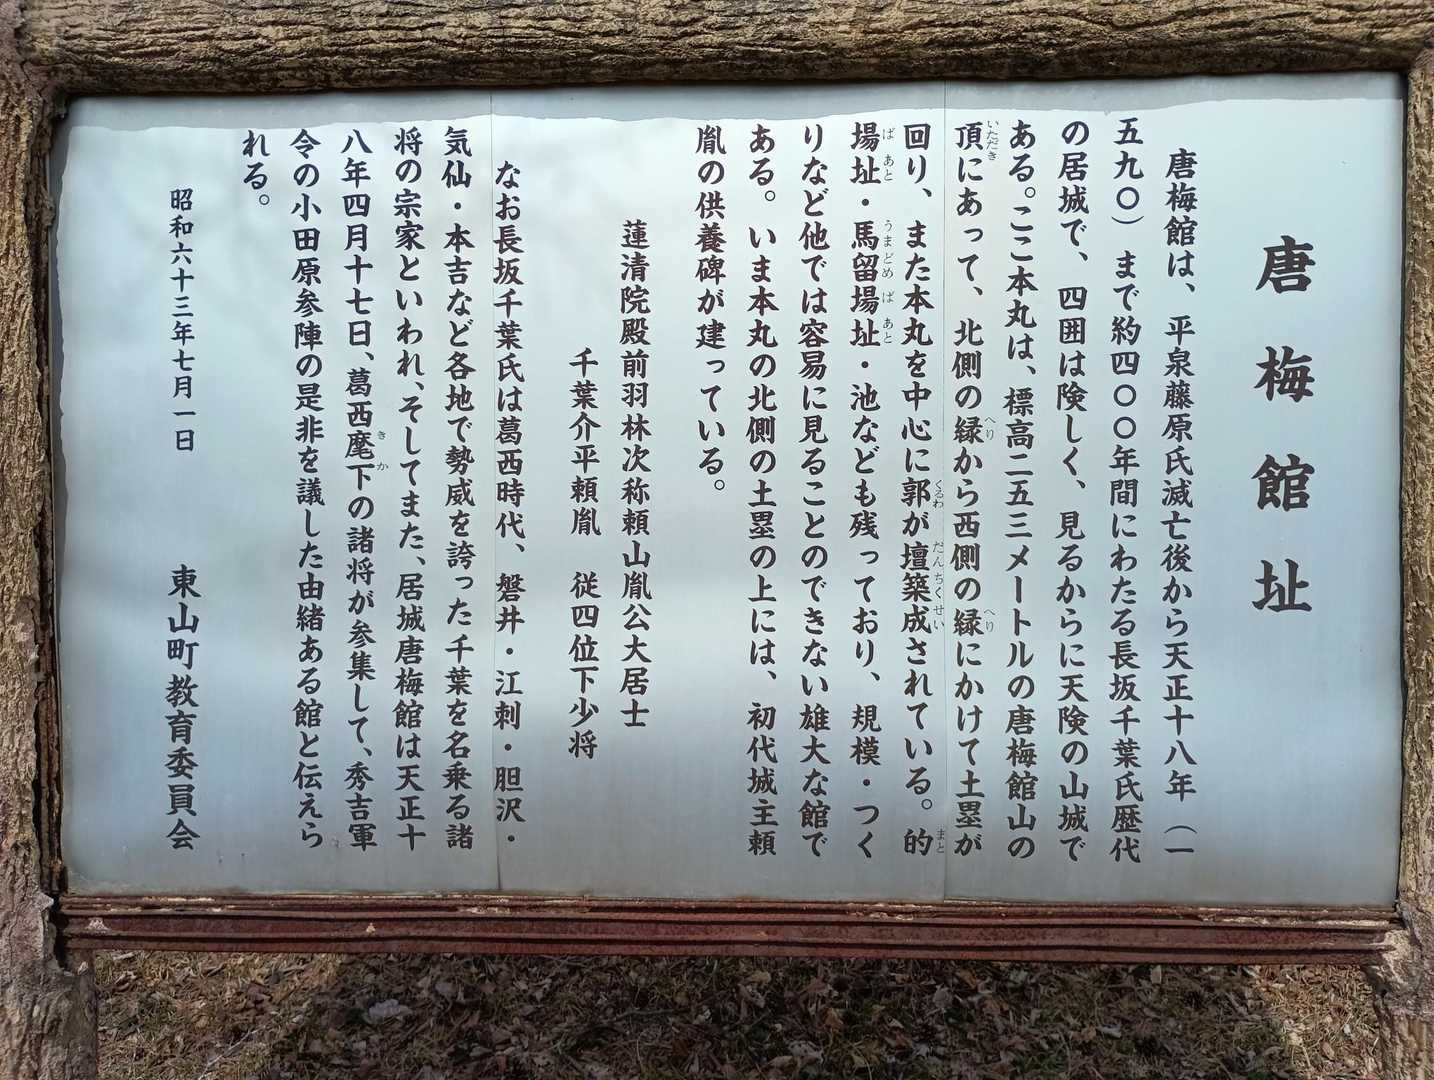 唐梅館址
唐梅館は、平泉藤原氏滅亡後から天正十八年（一
五九〇）まで約四〇〇年間にわたる長坂千葉氏歴代
の居城で、四囲は険しく、見るからに天険の山城で
ある。ここ本丸は、標高二五三メートルの唐梅館山の
頂にあって、北側の縁から西側の縁にかけて土塁が
回り、また本丸を中心に郭が壇築成されている。的
場址・馬留場址・池なども残っており、規模・つく
りなど他では容易に見ることのできない雄大な館で
ある。いま本丸の北側の土塁の上には、初代城主頼
胤の供養碑が建っている。
蓮清院殿前羽林次称頼山胤公大居士
千葉介平頼胤　従四位下少将
なお長坂千葉氏は葛西時代、磐井・江刺・胆沢・
気仙・本吉など各地で勢威を誇った千葉を名乗る諸
将の宗家といわれ、そしてまた、居城唐梅館は天正十
八年四月十七日、葛西麾下の諸将が参集して、秀吉軍
令の小田原参陣の是非を議した由緒ある館と伝えら
れる。
昭和六十三年七月一日　東山町教育委員会